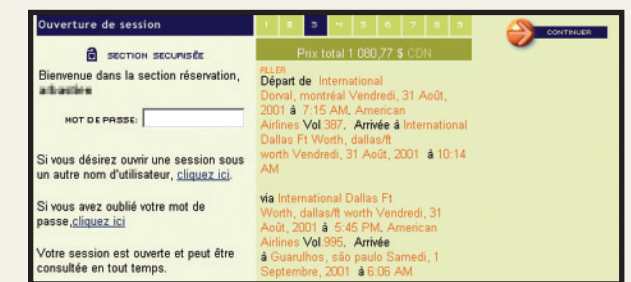 Ouverture de session
SECTION SECURISÉE
Bienvenue dans la section réservation,
MOT DE PASSE:
Si vous désirez ouvrir une session sous
un autre nom d'utilisateur, cliquez ici.
Si vous avez oublié votre mot de
passe,cliquez ici
Votre session est ouverte et peut être
consultée en tout temps.
1 2 3 4 5 6 7 8 9
Prix total 1 080,77 $ CDN
ALLER
Départ de International
Dorval, montréal Vendredi, 31 Août,
2001 à 7:15 AM. American
Airlines Vol.387. Arrivée à International
Dallas Ft Worth, dallas/ft
worth Vendredi, 31 Août, 2001 à 10:14
AM
via International Dallas Ft
Worth, dallas/ft worth Vendredi, 31
Août, 2001 à 5:45 PM. American
Airlines Vol.995. Arrivée
à Guarulhos, são paulo Samedi, 1
Septembre, 2001 à 6:06 AM
CONTINUER